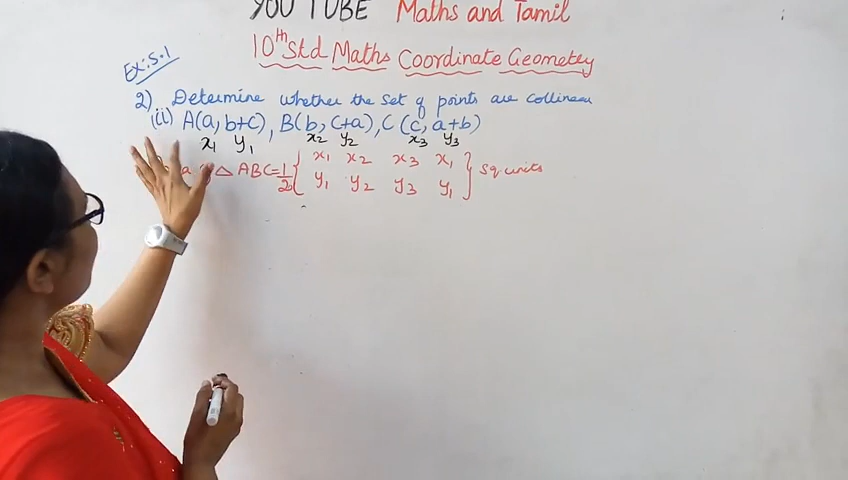 YOU TUBE Maths and Tamil
10th Std Maths Coordinate Geometry
Ex: 5.1
2) Determine whether the set of points are collinear
(ii) A(a, b+c), B(b, c+a), C (c, a+b)
x₁ y₁ x₂ y₂ x₃ y₃
△ ABC = 1/2 { x₁ x₂ x₃ x₁ } sq units
y₁ y₂ y₃ y₁